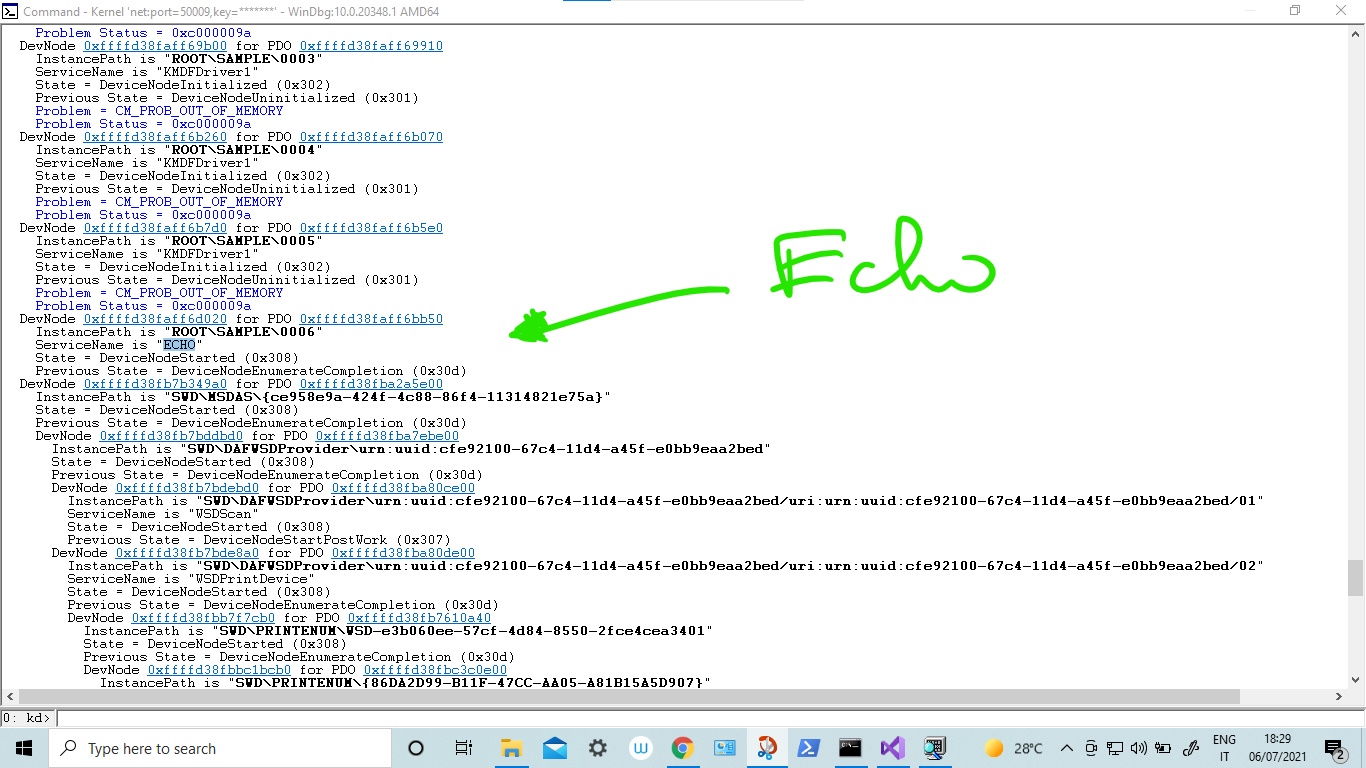 Command - Kernel 'net:port=50009,key=*******' - WinDbg:10.0.20348.1 AMD64
Problem Status = 0xc000009a
DevNode 0xffffd38faff69b00 for PDO 0xffffd38faff69910
InstancePath is "ROOT\SAMPLE\0003"
ServiceName is "KMDFDriver1"
State = DeviceNodeInitialized (0x302)
Previous State = DeviceNodeUninitialized (0x301)
Problem = CM_PROB_OUT_OF_MEMORY
Problem Status = 0xc000009a
DevNode 0xffffd38faff6b260 for PDO 0xffffd38faff6b070
InstancePath is "ROOT\SAMPLE\0004"
ServiceName is "KMDFDriver1"
State = DeviceNodeInitialized (0x302)
Previous State = DeviceNodeUninitialized (0x301)
Problem = CM_PROB_OUT_OF_MEMORY
Problem Status = 0xc000009a
DevNode 0xffffd38faff6b7d0 for PDO 0xffffd38faff6b5e0
InstancePath is "ROOT\SAMPLE\0005"
ServiceName is "KMDFDriver1"
State = DeviceNodeInitialized (0x302)
Previous State = DeviceNodeUninitialized (0x301)
Problem = CM_PROB_OUT_OF_MEMORY
Problem Status = 0xc000009a
Echo
DevNode 0xffffd38faff6d020 for PDO 0xffffd38faff6bb50
InstancePath is "ROOT\SAMPLE\0006"
ServiceName is "ECHO"
State = DeviceNodeStarted (0x308)
Previous State = DeviceNodeEnumerateCompletion (0x30d)
DevNode 0xffffd38fb7b349a0 for PDO 0xffffd38fba2a5e00
InstancePath is "SWD\MSDAS\{ce958e9a-424f-4c88-86f4-11314821e75a}"
State = DeviceNodeStarted (0x308)
Previous State = DeviceNodeEnumerateCompletion (0x30d)
DevNode 0xffffd38fb7bddbd0 for PDO 0xffffd38fba7ebe00
InstancePath is "SWD\DAFWSDProvider\urn:uuid:cfe92100-67c4-11d4-a45f-e0bb9eaa2bed"
State = DeviceNodeStarted (0x308)
Previous State = DeviceNodeEnumerateCompletion (0x30d)
DevNode 0xffffd38fb7bdebd0 for PDO 0xffffd38fba80ce00
InstancePath is "SWD\DAFWSDProvider\urn:uuid:cfe92100-67c4-11d4-a45f-e0bb9eaa2bed/uri:urn:uuid:cfe92100-67c4-11d4-a45f-e0bb9eaa2bed/01"
ServiceName is "WSDScan"
State = DeviceNodeStarted (0x308)
Previous State = DeviceNodeStartPostWork (0x307)
DevNode 0xffffd38fb7bde8a0 for PDO 0xffffd38fba80de00
InstancePath is "SWD\DAFWSDProvider\urn:uuid:cfe92100-67c4-11d4-a45f-e0bb9eaa2bed/uri:urn:uuid:cfe92100-67c4-11d4-a45f-e0bb9eaa2bed/02"
ServiceName is "WSDPrintDevice"
State = DeviceNodeStarted (0x308)
Previous State = DeviceNodeEnumerateCompletion (0x30d)
DevNode 0xffffd38fbb7f7cb0 for PDO 0xffffd38fb7610a40
InstancePath is "SWD\PRINTENUM\WSD-e3b060ee-57cf-4d84-8550-2fce4cea3401"
State = DeviceNodeStarted (0x308)
Previous State = DeviceNodeEnumerateCompletion (0x30d)
DevNode 0xffffd38fbbc1bcb0 for PDO 0xffffd38fbc3c0e00
InstancePath is "SWD\PRINTENUM\{86DA2D99-B11F-47CC-AA05-A81B15A5D907}"
0: kd>
Type here to search
28°C
ENG
IT
18:29
06/07/2021
2